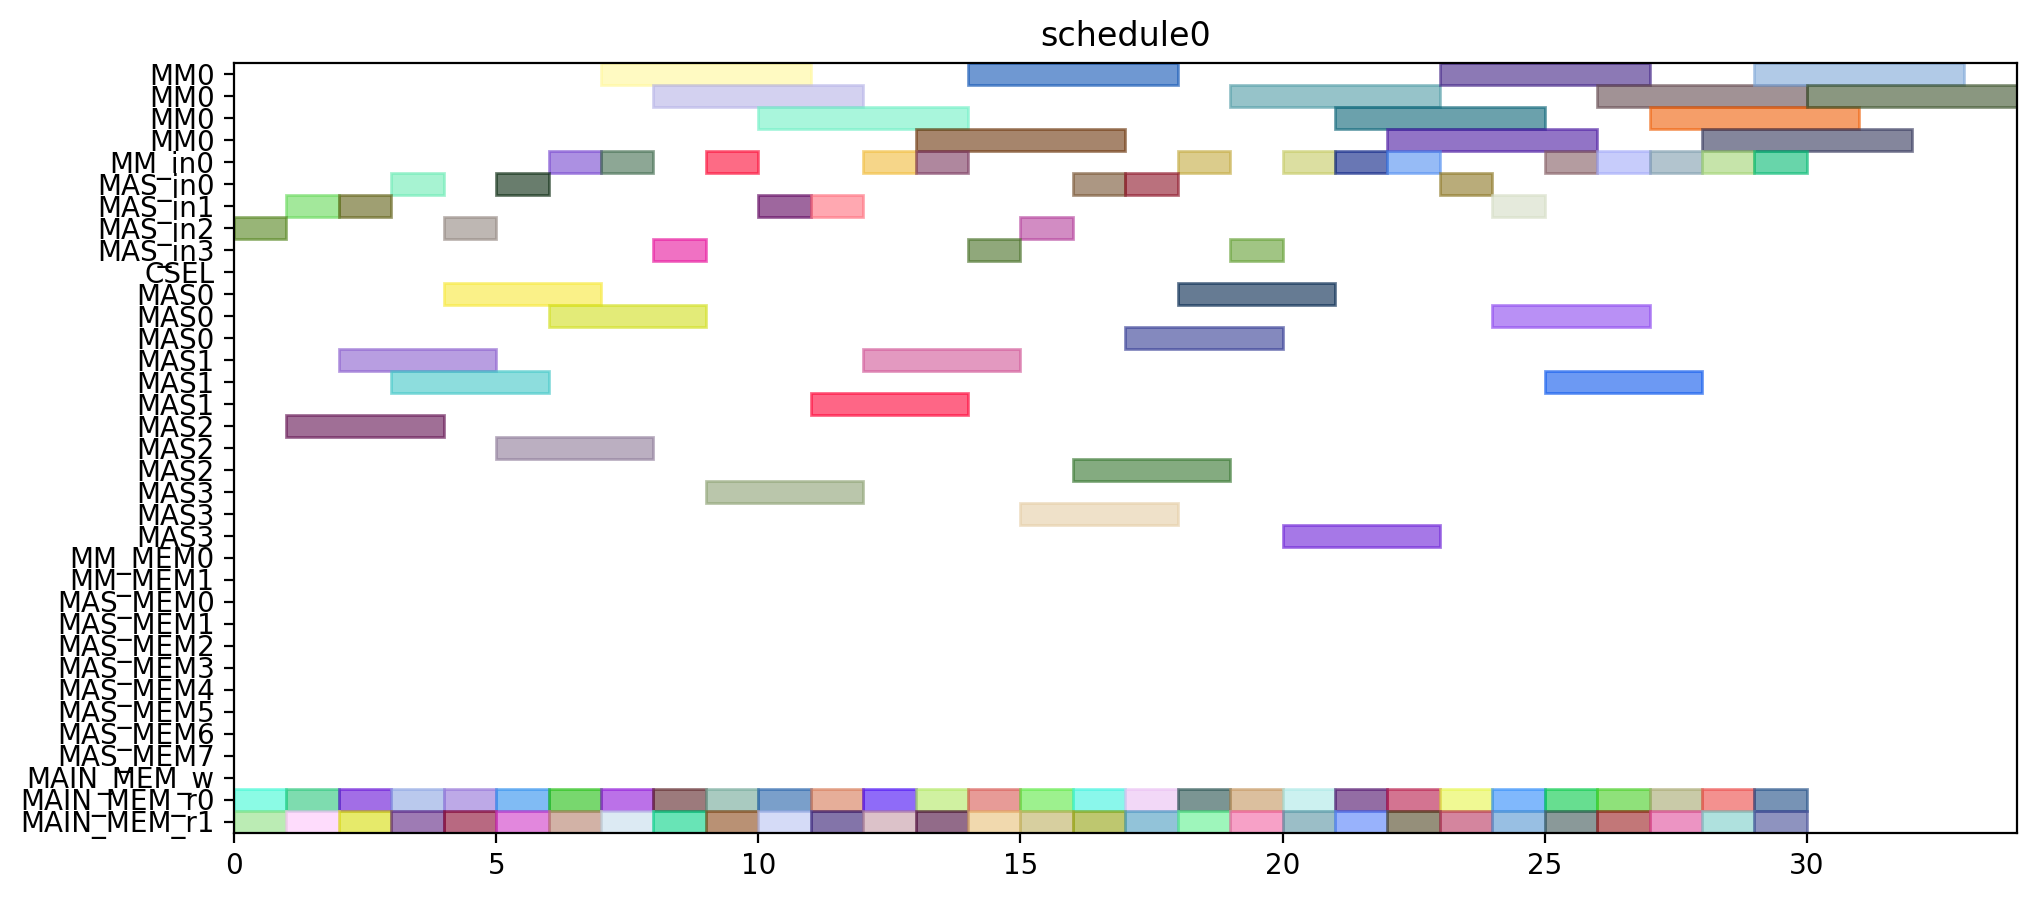 schedule0
MM0
MM0
MM0
MM0
MM_in0
MAS_in0
MAS_in1
MAS_in2
MAS_in3
CSEL
MAS0
MAS0
MAS0
MAS1
MAS1
MAS1
MAS2
MAS2
MAS2
MAS3
MAS3
MAS3
MM_MEM0
MM_MEM1
MAS_MEM0
MAS_MEM1
MAS_MEM2
MAS_MEM3
MAS_MEM4
MAS_MEM5
MAS_MEM6
MAS_MEM7
MAIN_MEM_w
MAIN_MEM_r0
MAIN_MEM_r1
0 5 10 15 20 25 30